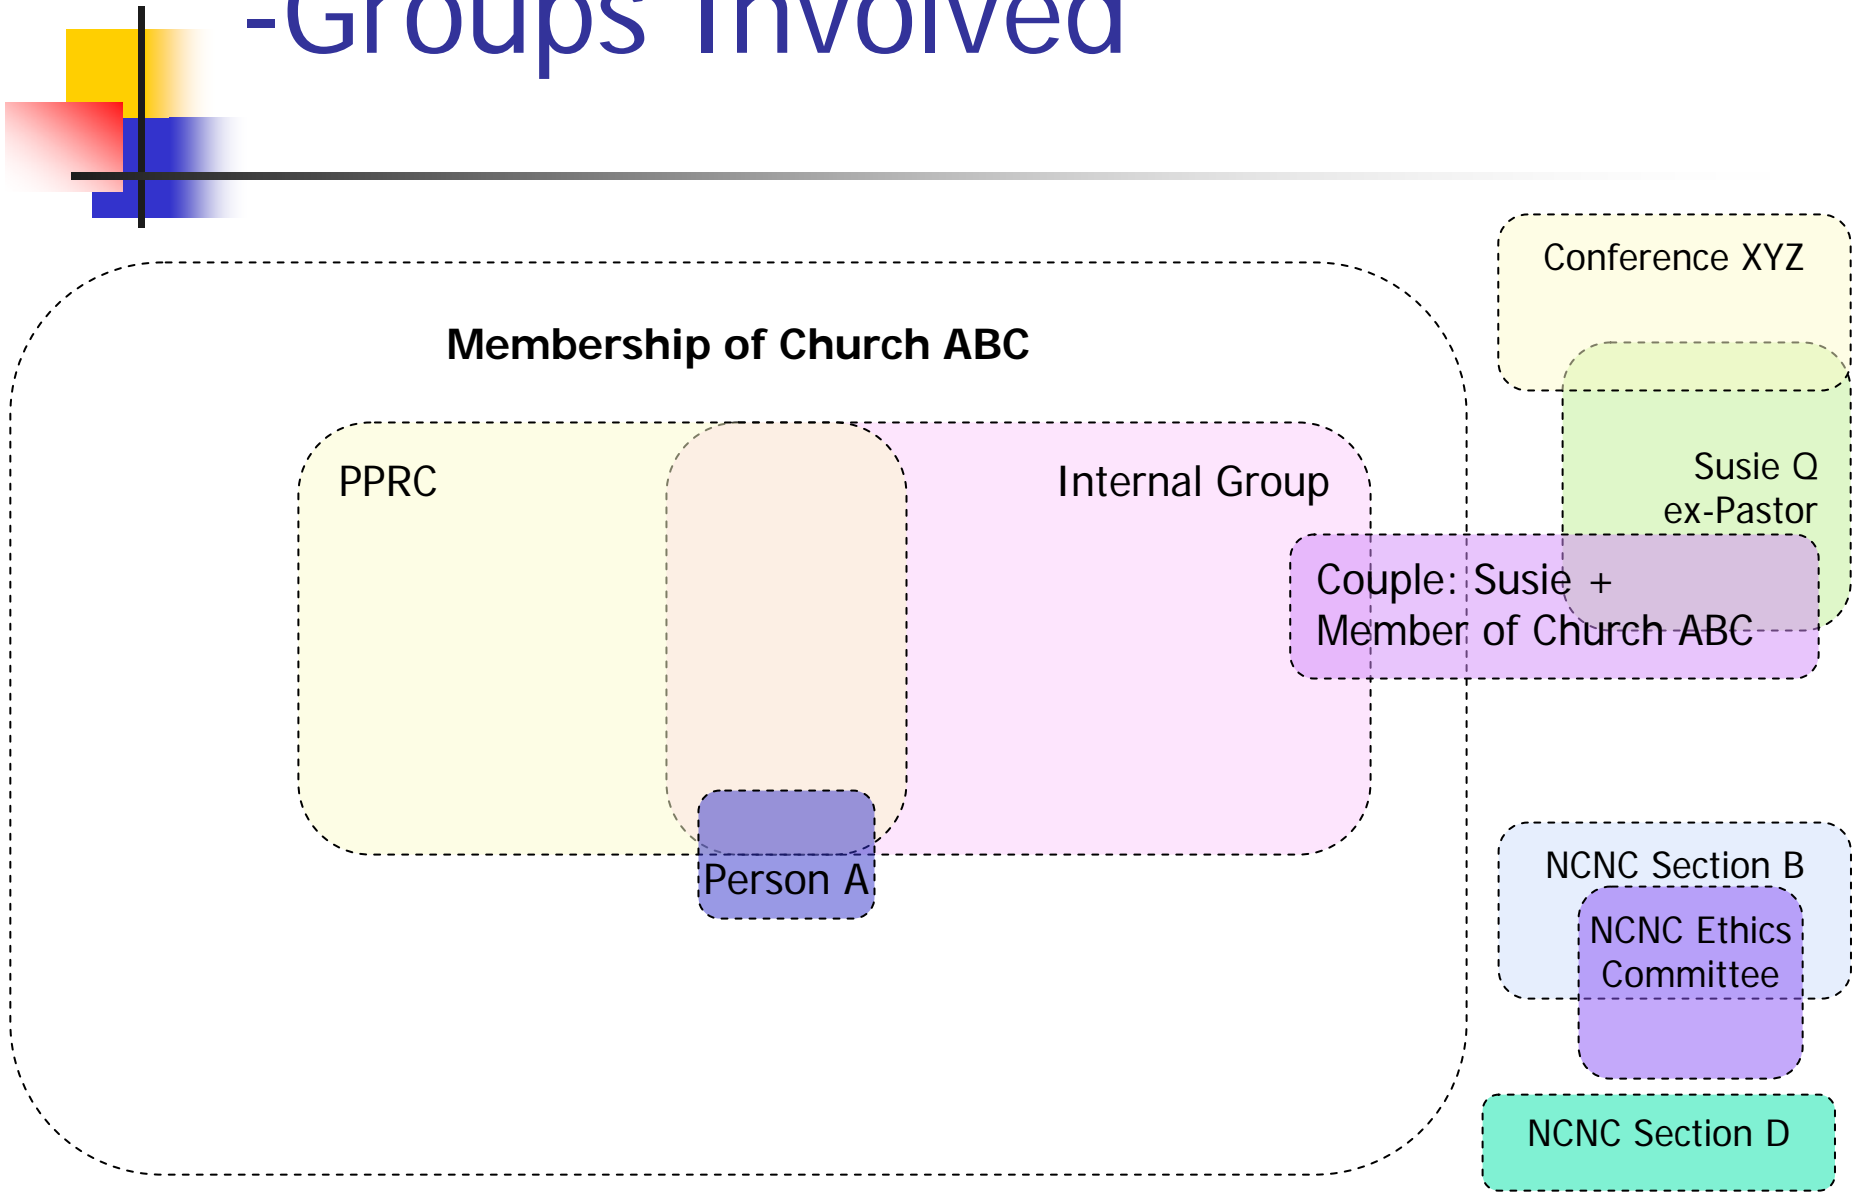 -Groups Involved
Conference XYZ
Membership of Church ABC
PPRC
Internal Group
Susie Q
ex-Pastor
Couple: Susie +
Member of Church ABC
Person A
NCNC Section B
NCNC Ethics
Committee
NCNC Section D